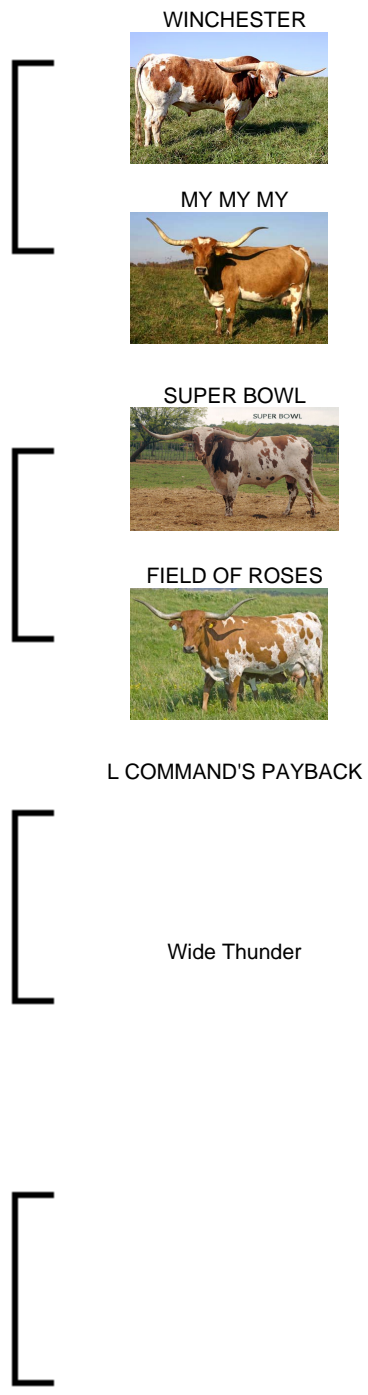 WINCHESTER
MY MY MY
SUPER BOWL
SUPER BOWL
FIELD OF ROSES
L COMMAND'S PAYBACK
Wide Thunder